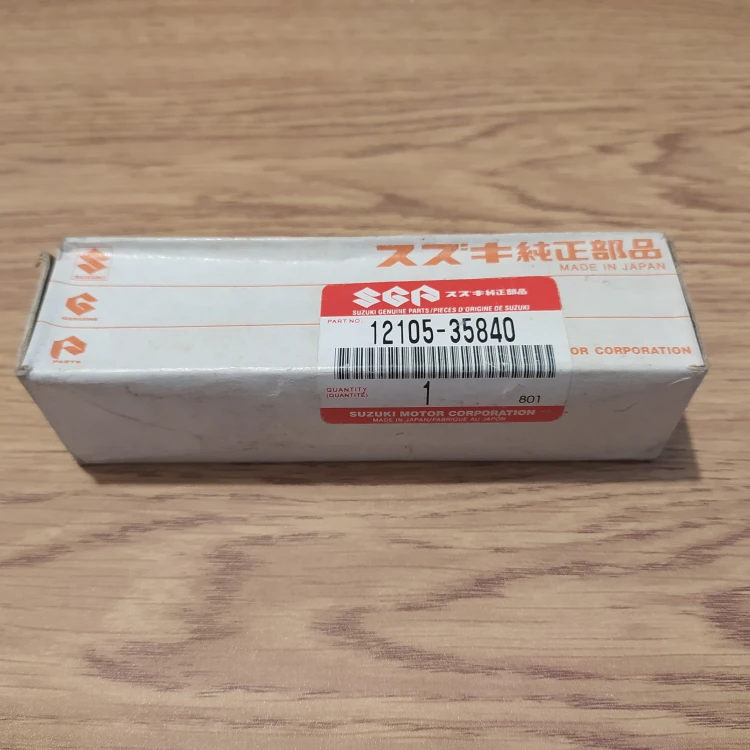 スズキ純正部品
MADE IN JAPAN
SGP スズキ純正部品
SUZUKI GENUINE PARTS/PIECES D'ORIGINE DE SUZUKI
PART NO.
12105-35840
QUANTITY
(QUANTITÉ)
1
801
SUZUKI MOTOR CORPORATION
MADE IN JAPAN/FABRIQUE AU JAPON
OR CORPORATION
S
G
P
PARTS